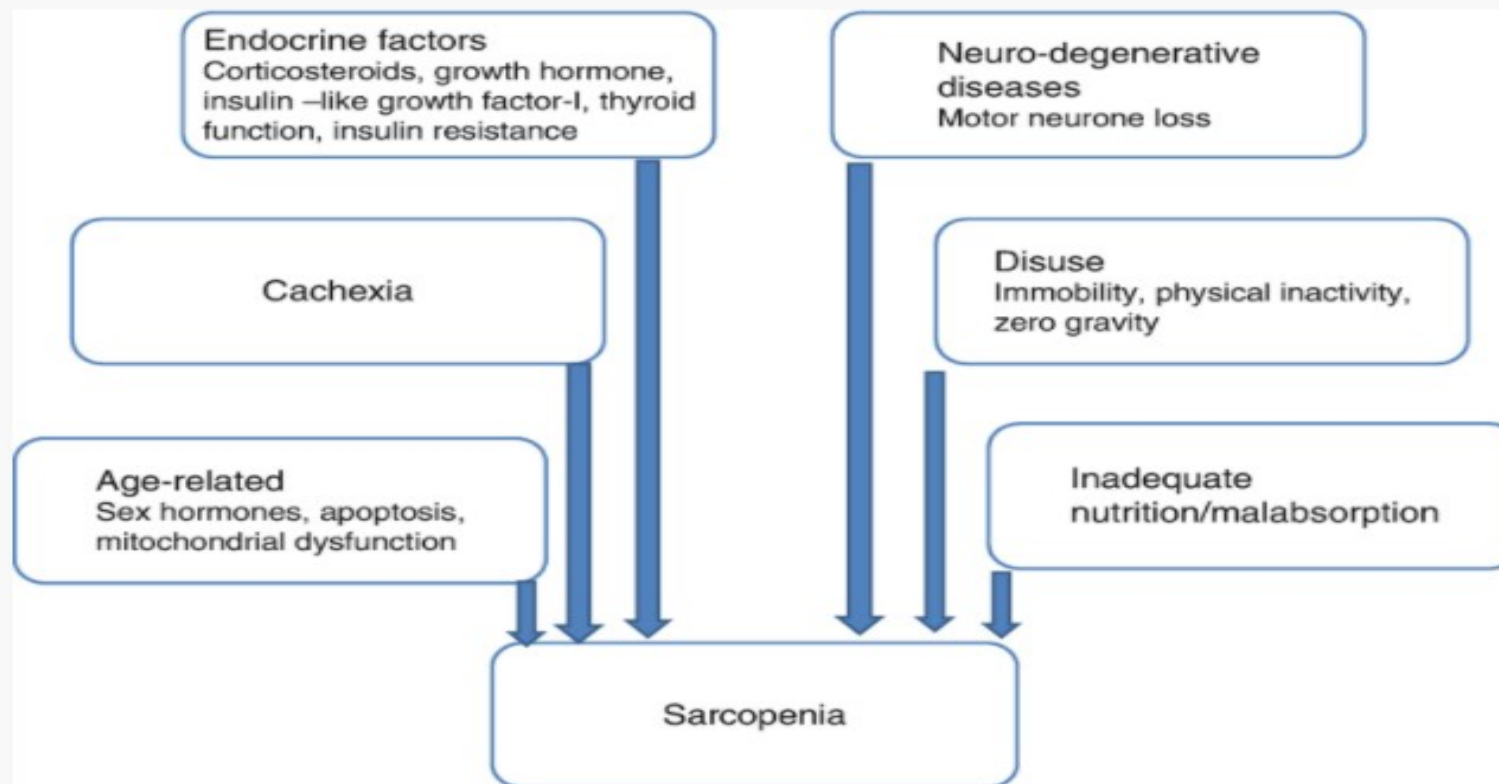 Endocrine factors
Corticosteroids, growth hormone,
insulin –like growth factor-I, thyroid
function, insulin resistance
Neuro-degenerative
diseases
Motor neurone loss
Cachexia
Disuse
Immobility, physical inactivity,
zero gravity
Age-related
Sex hormones, apoptosis,
mitochondrial dysfunction
Inadequate
nutrition/malabsorption
Sarcopenia